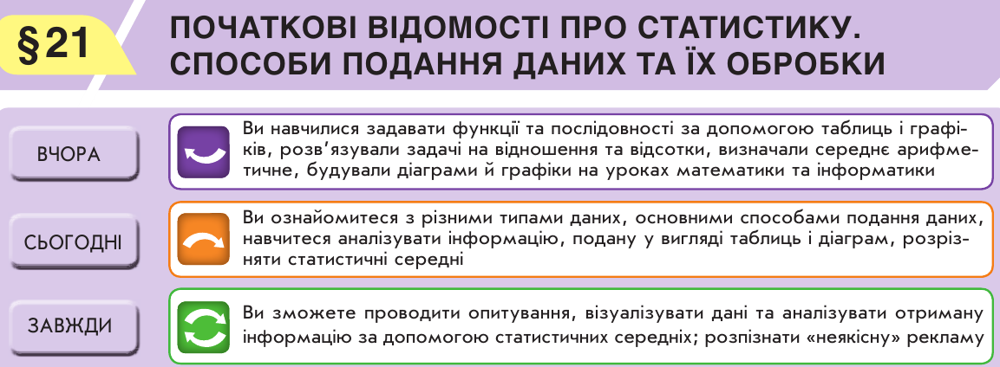 §21
ПОЧАТКОВІ ВІДОМОСТІ ПРО СТАТИСТИКУ.
СПОСОБИ ПОДАННЯ ДАНИХ ТА ЇХ ОБРОБКИ
ВЧОРА
Ви навчилися задавати функції та послідовності за допомогою таблиць і графі-
ків, розв’язували задачі на відношення та відсотки, визначали середнє арифме-
тичне, будували діаграми й графіки на уроках математики та інформатики
СЬОГОДНІ
Ви ознайомитеся з різними типами даних, основними способами подання даних,
навчитеся аналізувати інформацію, подану у вигляді таблиць і діаграм, розріз-
няти статистичні середні
ЗАВЖДИ
Ви зможете проводити опитування, візуалізувати дані та аналізувати отриману
інформацію за допомогою статистичних середніх; розпізнати «неякісну» рекламу